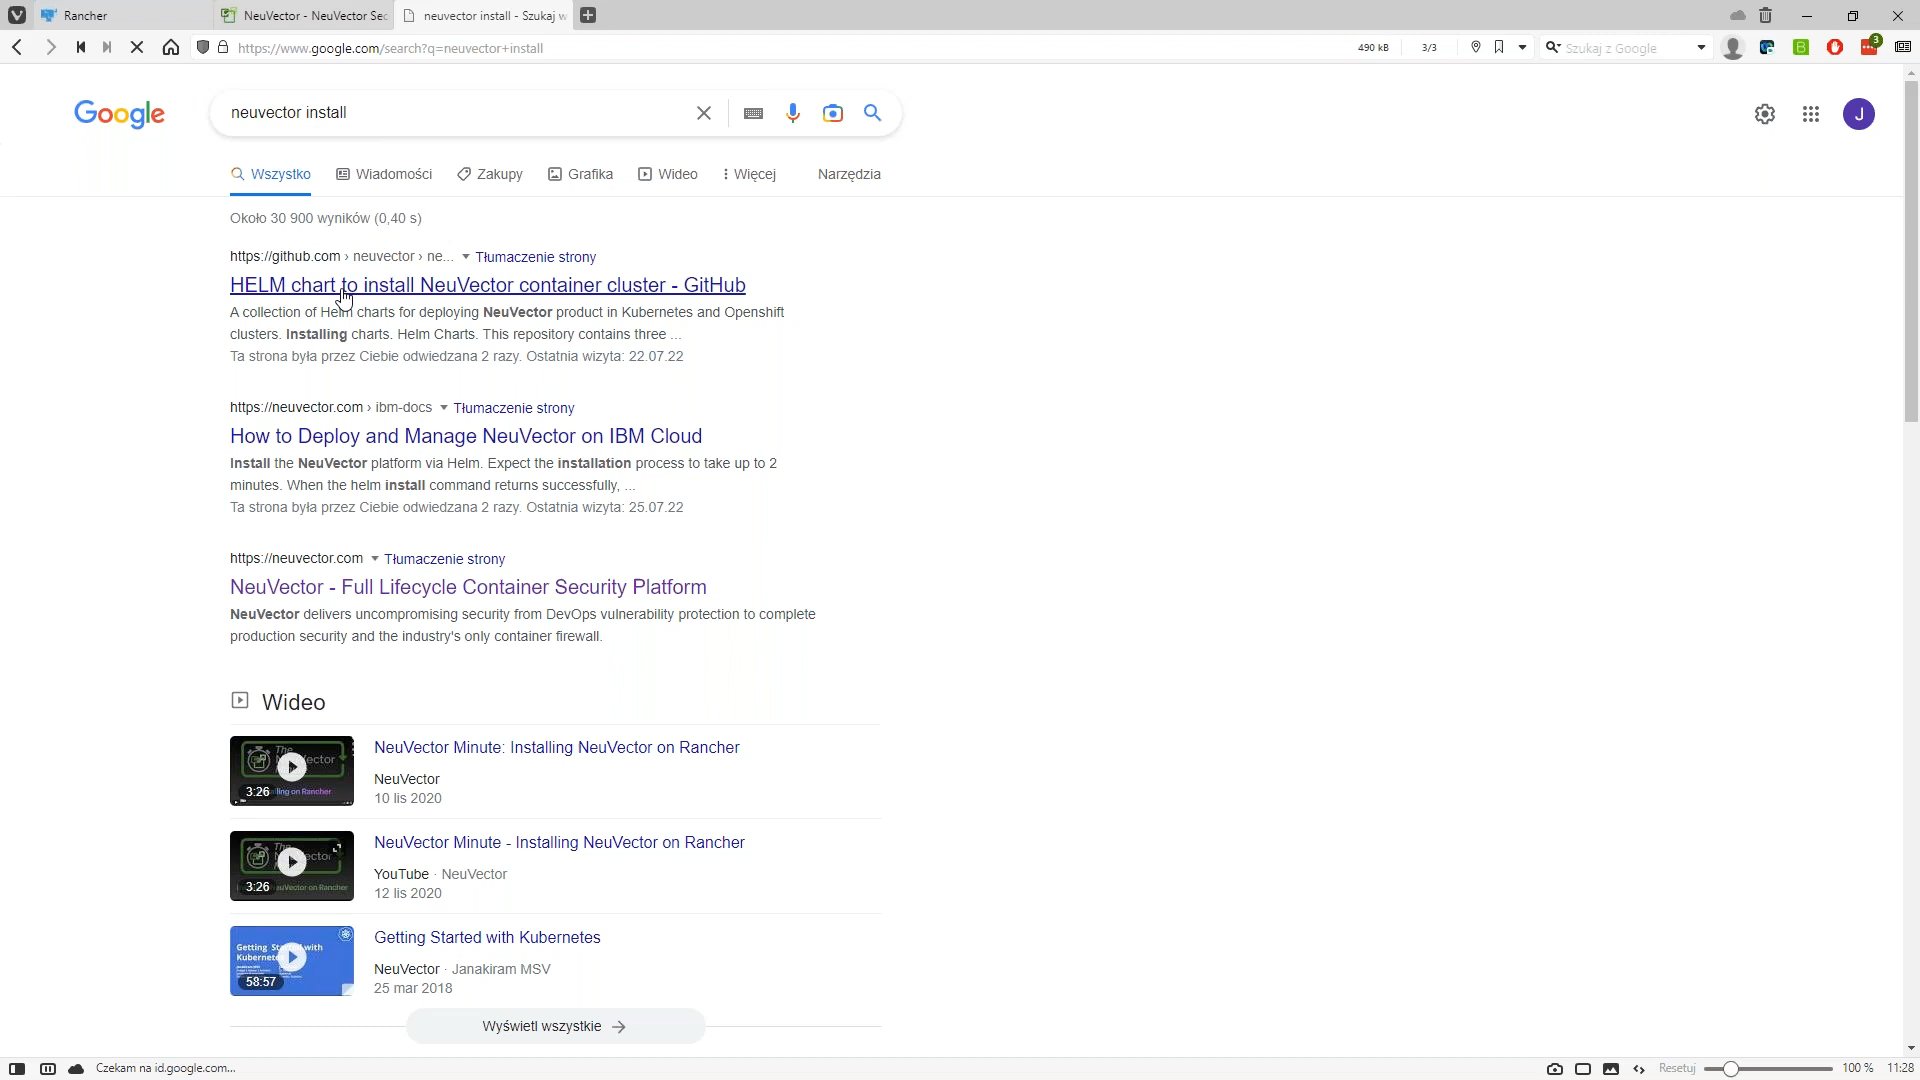 Rancher
NeuVector - NeuVector Sec
neuvector install - Szukaj w
https://www.google.com/search?q=neuvector+install
490 kB
3/3
Szukaj z Google
3
Google
neuvector install
J
Wszystko
Wiadomości
Zakupy
Grafika
Wideo
Więcej
Narzędzia
Około 30 900 wyników (0,40 s)
https://github.com › neuvector › ne... Tłumaczenie strony
HELM chart to install NeuVector container cluster - GitHub
A collection of Helm charts for deploying NeuVector product in Kubernetes and Openshift
clusters. Installing charts. Helm Charts. This repository contains three ...
Ta strona była przez Ciebie odwiedzana 2 razy. Ostatnia wizyta: 22.07.22
https://neuvector.com › ibm-docs Tłumaczenie strony
How to Deploy and Manage NeuVector on IBM Cloud
Install the NeuVector platform via Helm. Expect the installation process to take up to 2
minutes. When the helm install command returns successfully, ...
Ta strona była przez Ciebie odwiedzana 2 razy. Ostatnia wizyta: 25.07.22
https://neuvector.com Tłumaczenie strony
NeuVector - Full Lifecycle Container Security Platform
NeuVector delivers uncompromising security from DevOps vulnerability protection to complete
production security and the industry's only container firewall.
Wideo
3:26
NeuVector Minute: Installing NeuVector on Rancher
NeuVector
10 lis 2020
3:26
NeuVector Minute - Installing NeuVector on Rancher
YouTube · NeuVector
12 lis 2020
58:57
Getting Started with Kubernetes
NeuVector · Janakiram MSV
25 mar 2018
Wyświetl wszystkie
Czekam na id.google.com...
Resetuj
100 %
11:28